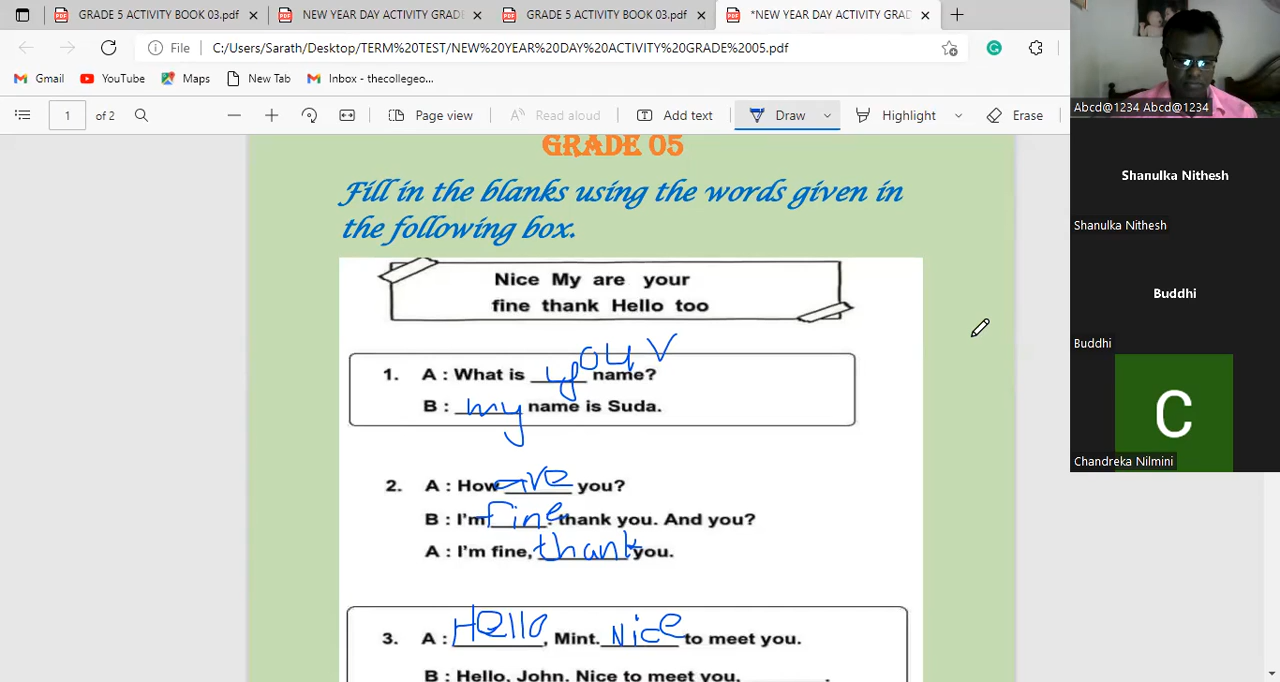 GRADE 5 ACTIVITY BOOK 03.pdf
NEW YEAR DAY ACTIVITY GRADE
GRADE 5 ACTIVITY BOOK 03.pdf
*NEW YEAR DAY ACTIVITY GRAD
File C:/Users/Sarath/Desktop/TERM%20TEST/NEW%20YEAR%20DAY%20ACTIVITY%20GRADE%2005.pdf
Gmail YouTube Maps New Tab Inbox - thecollegeo...
1 of 2 Page view Read aloud Add text Draw Highlight Erase
GRADE 05
Fill in the blanks using the words given in
the following box.
Nice My are your
fine thank Hello too
1. A : What is your name?
B : my name is Suda.
2. A : How are you?
B : I'm fine. thank you. And you?
A : I'm fine, thank you.
3. A : Hello, Mint. Nice to meet you.
B : Hello, John. Nice to meet you, ________.
Abcd@1234 Abcd@1234
Shanulka Nithesh
Shanulka Nithesh
Buddhi
Buddhi
C
Chandreka Nilmini